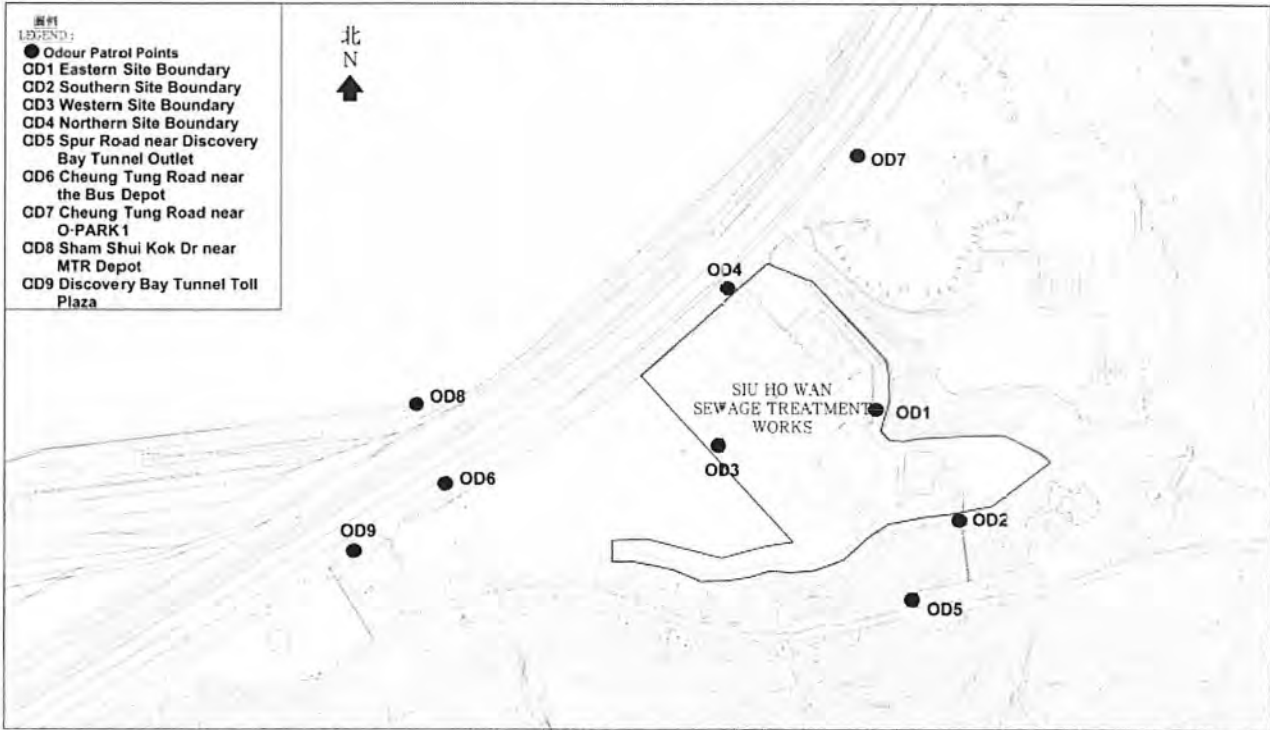 圖例
LEGEND :
Odour Patrol Points
OD1 Eastern Site Boundary
OD2 Southern Site Boundary
OD3 Western Site Boundary
OD4 Northern Site Boundary
OD5 Spur Road near Discovery
Bay Tunnel Outlet
OD6 Cheung Tung Road near
the Bus Depot
OD7 Cheung Tung Road near
O-PARK1
OD8 Sham Shui Kok Dr near
MTR Depot
OD9 Discovery Bay Tunnel Toll
Plaza
北
N
OD7
OD4
OD8
SIU HO WAN
SEWAGE TREATMENT
WORKS
OD1
OD3
OD6
OD2
OD9
OD5